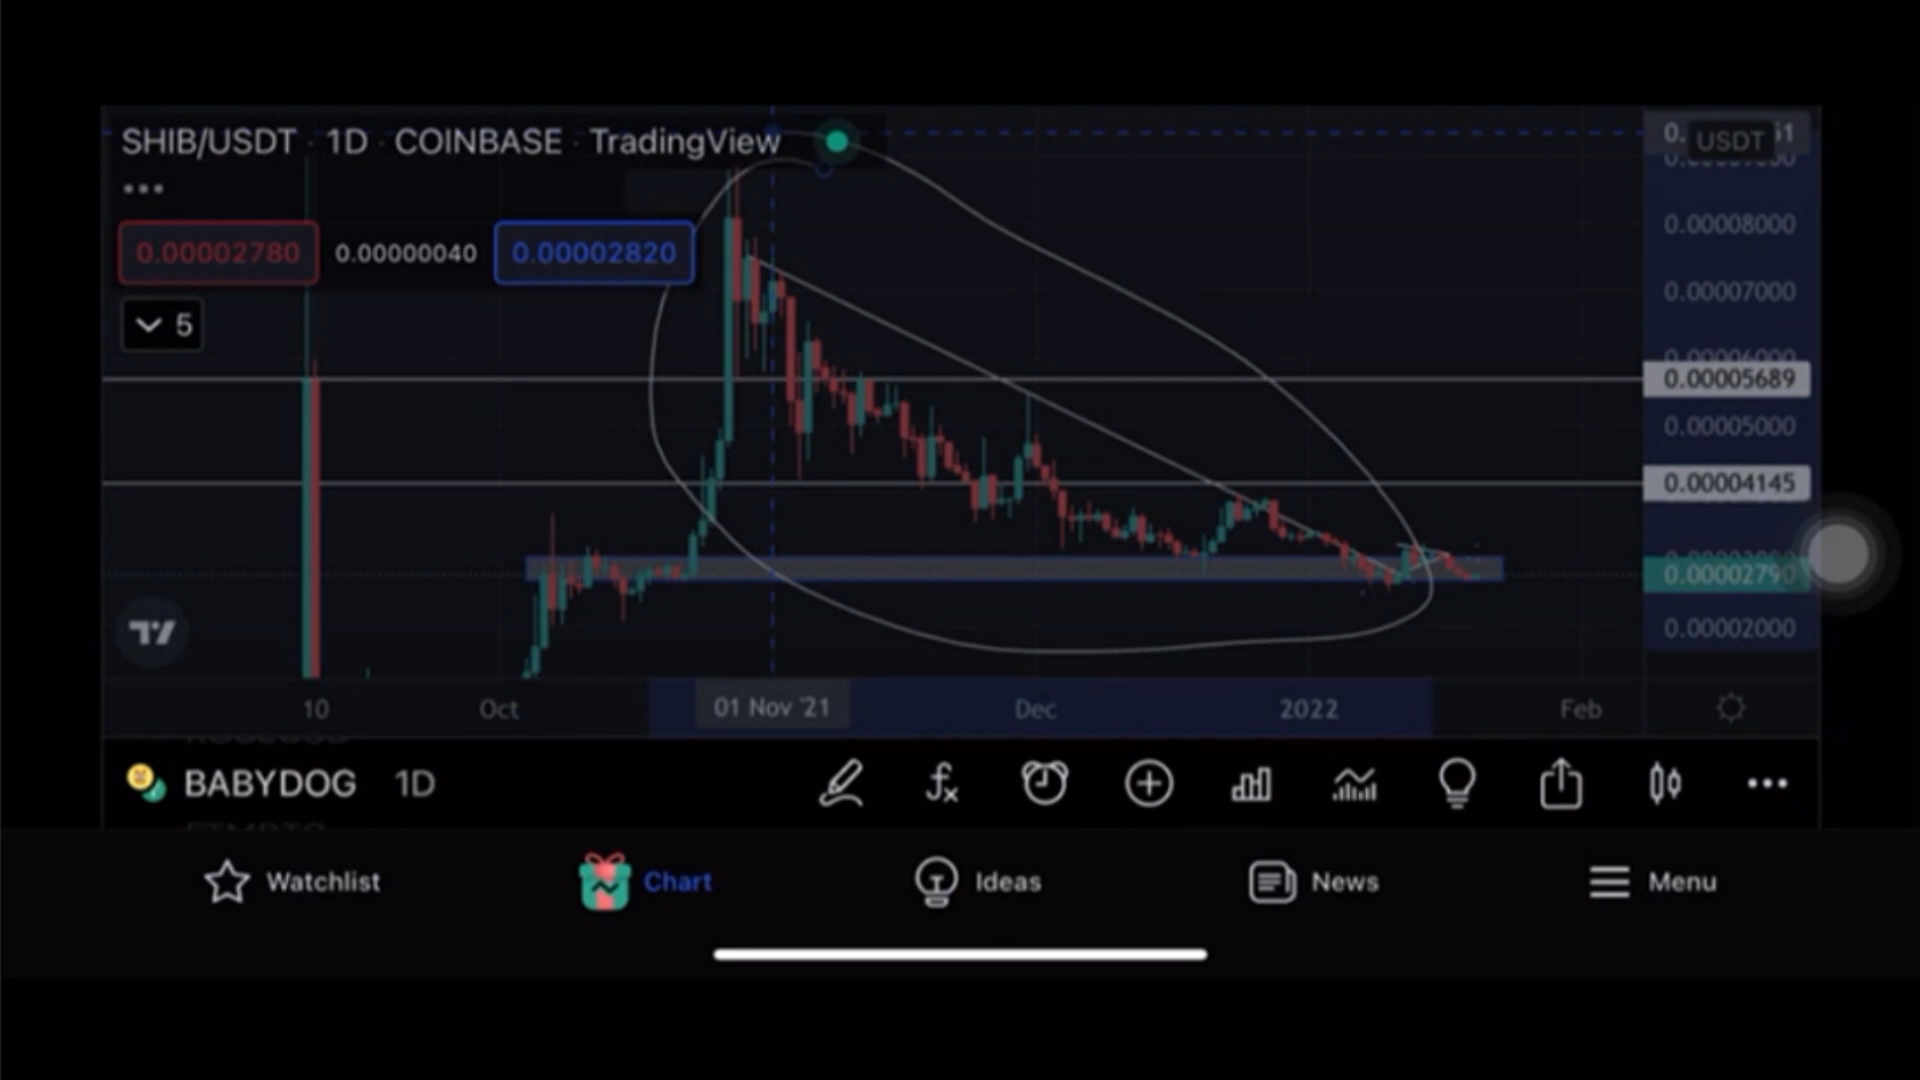 SHIB/USDT · 1D · COINBASE · TradingView
USDT
0.00002780 0.00000040 0.00002820
5
0.00008000
0.00007000
0.00006000
0.00005689
0.00005000
0.00004145
0.00002790
0.00002000
10 Oct 01 Nov '21 Dec 2022 Feb
BABYDOG 1D
Watchlist Chart Ideas News Menu